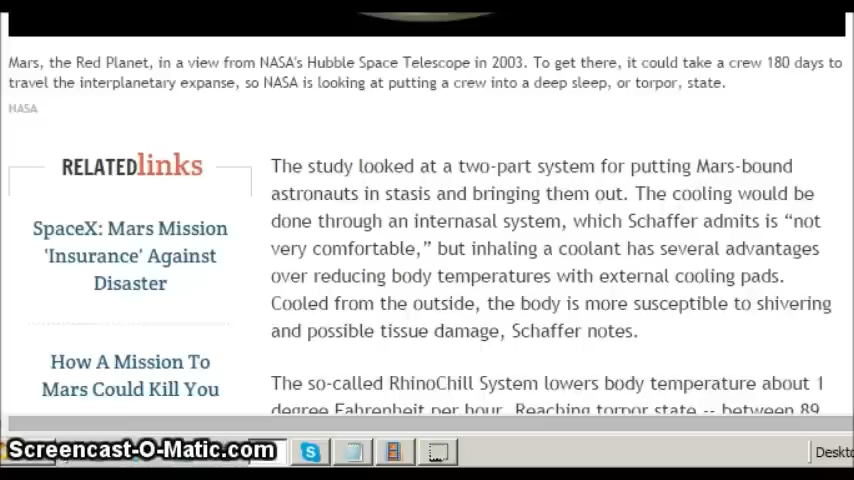 Mars, the Red Planet, in a view from NASA's Hubble Space Telescope in 2003. To get there, it could take a crew 180 days to
travel the interplanetary expanse, so NASA is looking at putting a crew into a deep sleep, or torpor, state.
NASA
RELATEDlinks
SpaceX: Mars Mission
'Insurance' Against
Disaster
How A Mission To
Mars Could Kill You
The study looked at a two-part system for putting Mars-bound
astronauts in stasis and bringing them out. The cooling would be
done through an internasal system, which Schaffer admits is “not
very comfortable,” but inhaling a coolant has several advantages
over reducing body temperatures with external cooling pads.
Cooled from the outside, the body is more susceptible to shivering
and possible tissue damage, Schaffer notes.
The so-called RhinoChill System lowers body temperature about 1
degree Fahrenheit per hour. Reaching torpor state -- between 89
Screencast-O-Matic.com
Deskto